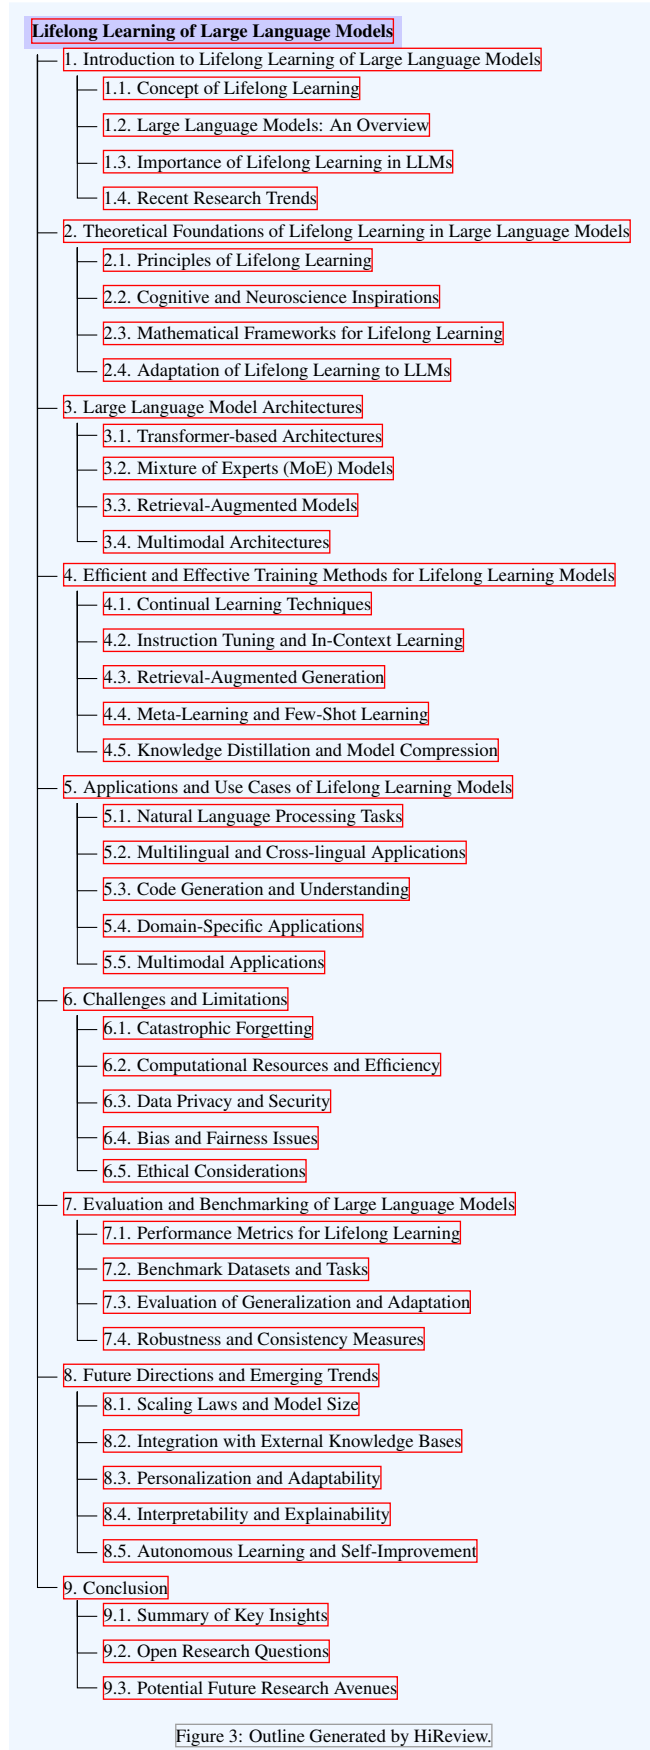 Lifelong Learning of Large Language Models
1. Introduction to Lifelong Learning of Large Language Models
1.1. Concept of Lifelong Learning
1.2. Large Language Models: An Overview
1.3. Importance of Lifelong Learning in LLMs
1.4. Recent Research Trends
2. Theoretical Foundations of Lifelong Learning in Large Language Models
2.1. Principles of Lifelong Learning
2.2. Cognitive and Neuroscience Inspirations
2.3. Mathematical Frameworks for Lifelong Learning
2.4. Adaptation of Lifelong Learning to LLMs
3. Large Language Model Architectures
3.1. Transformer-based Architectures
3.2. Mixture of Experts (MoE) Models
3.3. Retrieval-Augmented Models
3.4. Multimodal Architectures
4. Efficient and Effective Training Methods for Lifelong Learning Models
4.1. Continual Learning Techniques
4.2. Instruction Tuning and In-Context Learning
4.3. Retrieval-Augmented Generation
4.4. Meta-Learning and Few-Shot Learning
4.5. Knowledge Distillation and Model Compression
5. Applications and Use Cases of Lifelong Learning Models
5.1. Natural Language Processing Tasks
5.2. Multilingual and Cross-lingual Applications
5.3. Code Generation and Understanding
5.4. Domain-Specific Applications
5.5. Multimodal Applications
6. Challenges and Limitations
6.1. Catastrophic Forgetting
6.2. Computational Resources and Efficiency
6.3. Data Privacy and Security
6.4. Bias and Fairness Issues
6.5. Ethical Considerations
7. Evaluation and Benchmarking of Large Language Models
7.1. Performance Metrics for Lifelong Learning
7.2. Benchmark Datasets and Tasks
7.3. Evaluation of Generalization and Adaptation
7.4. Robustness and Consistency Measures
8. Future Directions and Emerging Trends
8.1. Scaling Laws and Model Size
8.2. Integration with External Knowledge Bases
8.3. Personalization and Adaptability
8.4. Interpretability and Explainability
8.5. Autonomous Learning and Self-Improvement
9. Conclusion
9.1. Summary of Key Insights
9.2. Open Research Questions
9.3. Potential Future Research Avenues
Figure 3: Outline Generated by HiReview.